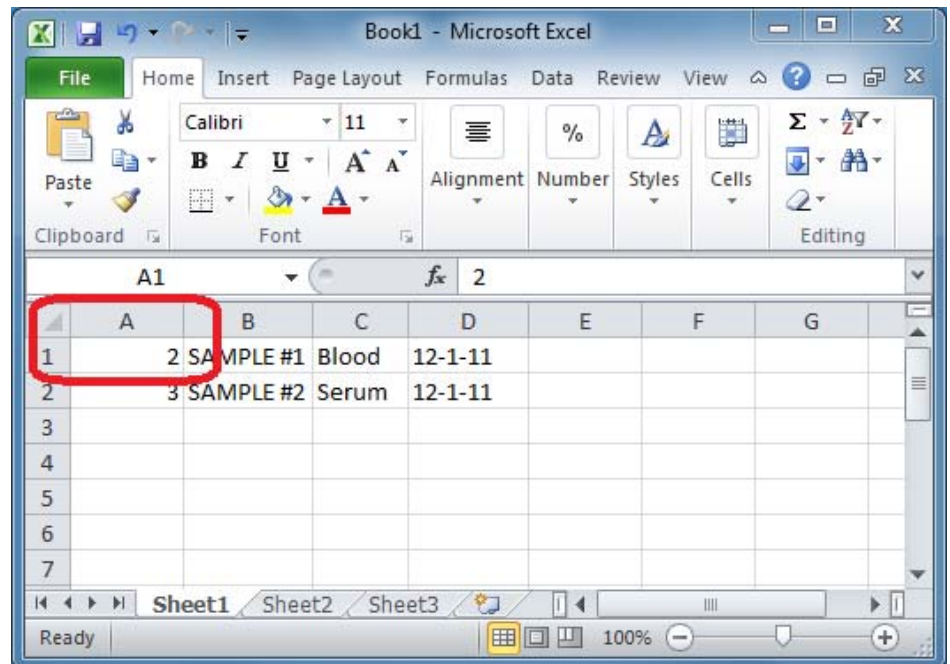 Book1 - Microsoft Excel
File Home Insert Page Layout Formulas Data Review View
Paste Calibri 11 Alignment Number Styles Cells
B I U A A % A Σ
Clipboard Font Editing
A1 fx 2
A B C D E F G
1 2 SAMPLE #1 Blood 12-1-11
2 3 SAMPLE #2 Serum 12-1-11
3
4
5
6
7
Sheet1 Sheet2 Sheet3
Ready 100%